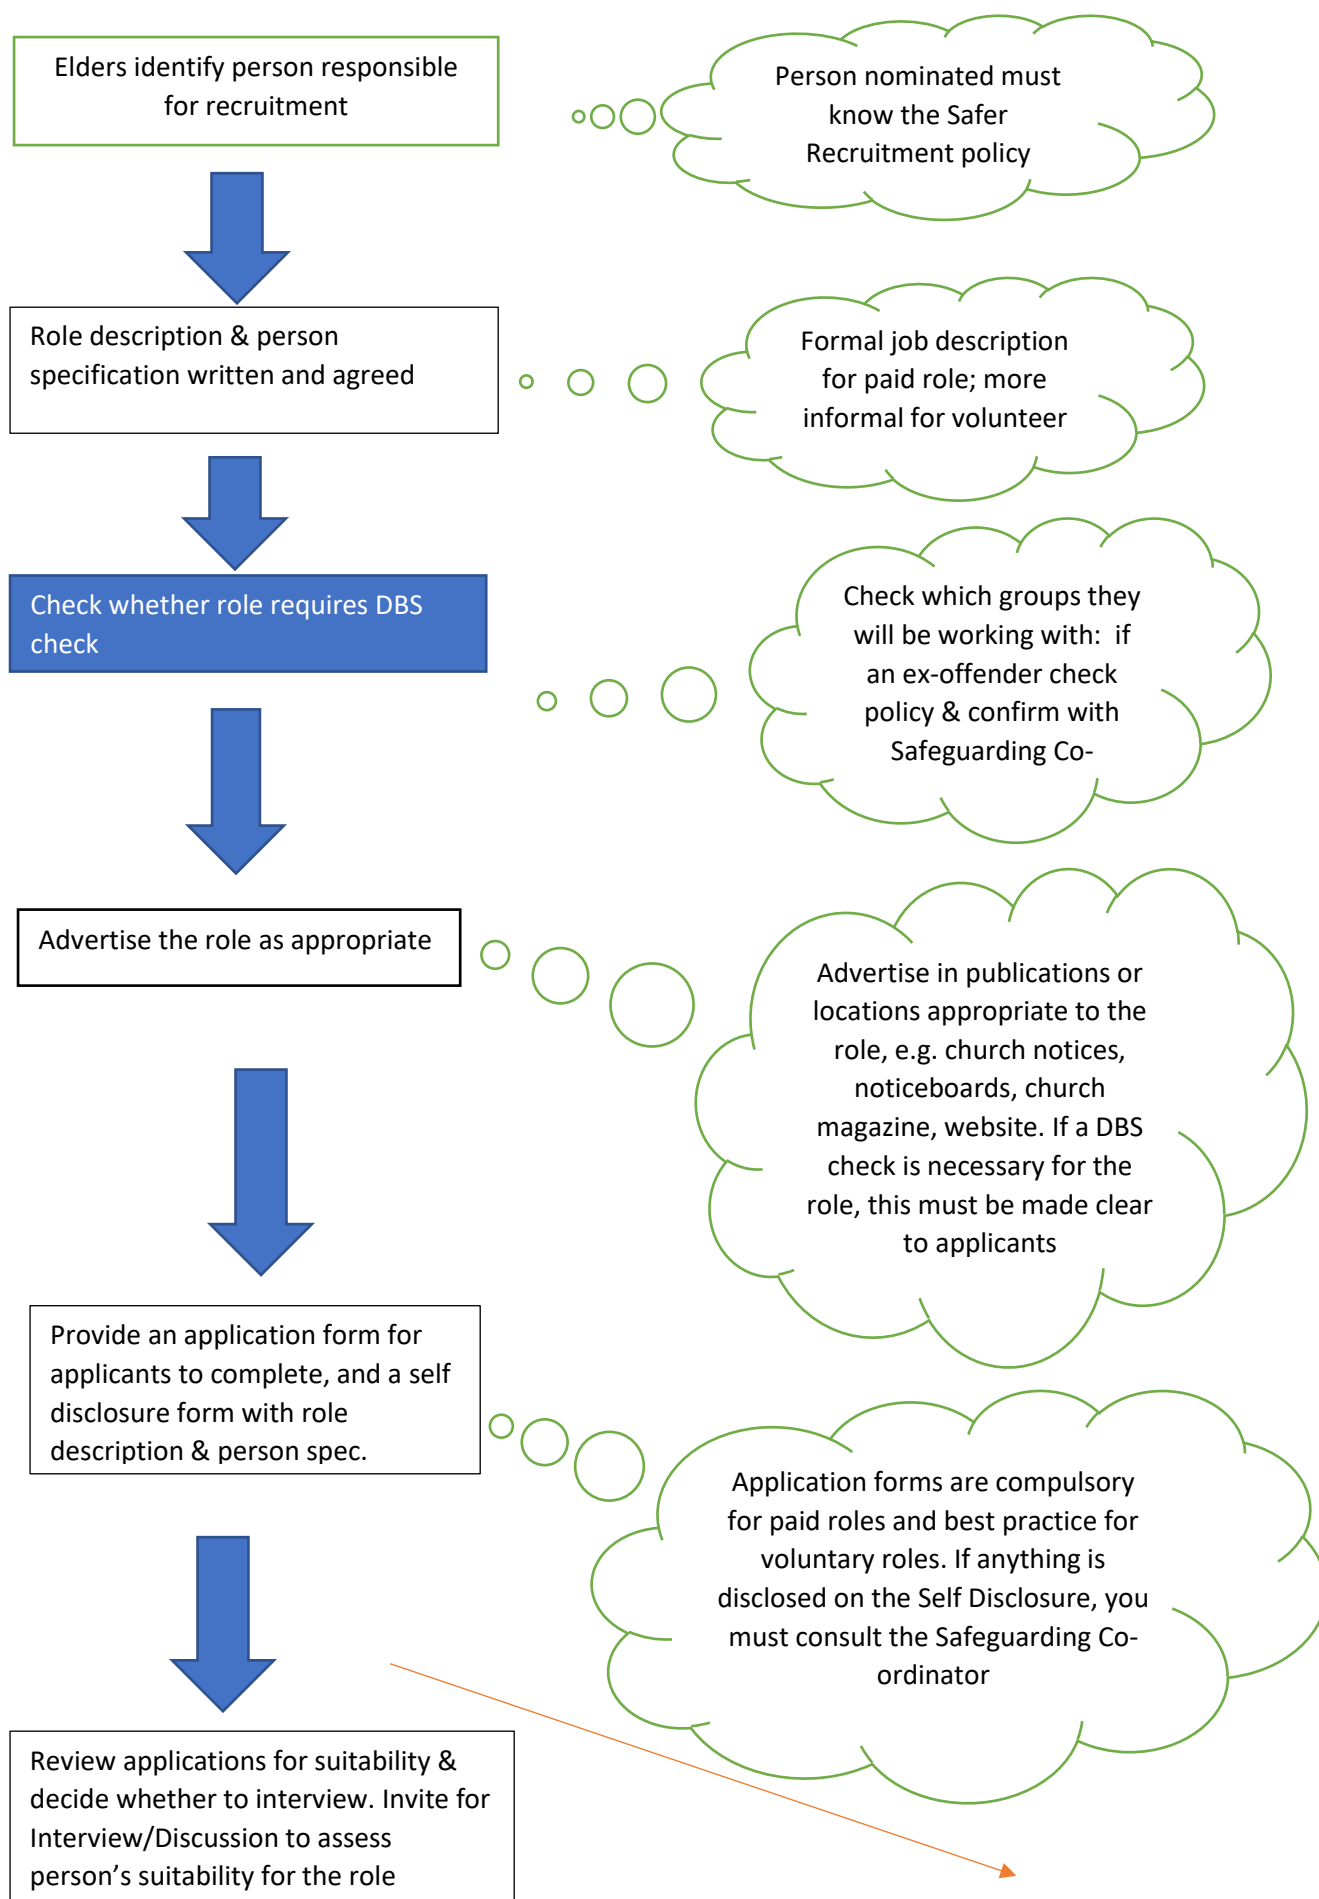 Elders identify person responsible
for recruitment
Person nominated must
know the Safer
Recruitment policy
Role description & person
specification written and agreed
Formal job description
for paid role; more
informal for volunteer
Check whether role requires DBS
check
Check which groups they
will be working with:  if
an ex-offender check
policy & confirm with
Safeguarding Co-
Advertise the role as appropriate
Advertise in publications or
locations appropriate to the
role, e.g. church notices,
noticeboards, church
magazine, website. If a DBS
check is necessary for the
role, this must be made clear
to applicants
Provide an application form for
applicants to complete, and a self
disclosure form with role
description & person spec.
Application forms are compulsory
for paid roles and best practice for
voluntary roles. If anything is
disclosed on the Self Disclosure, you
must consult the Safeguarding Co-
ordinator
Review applications for suitability &
decide whether to interview. Invite for
Interview/Discussion to assess
person’s suitability for the role